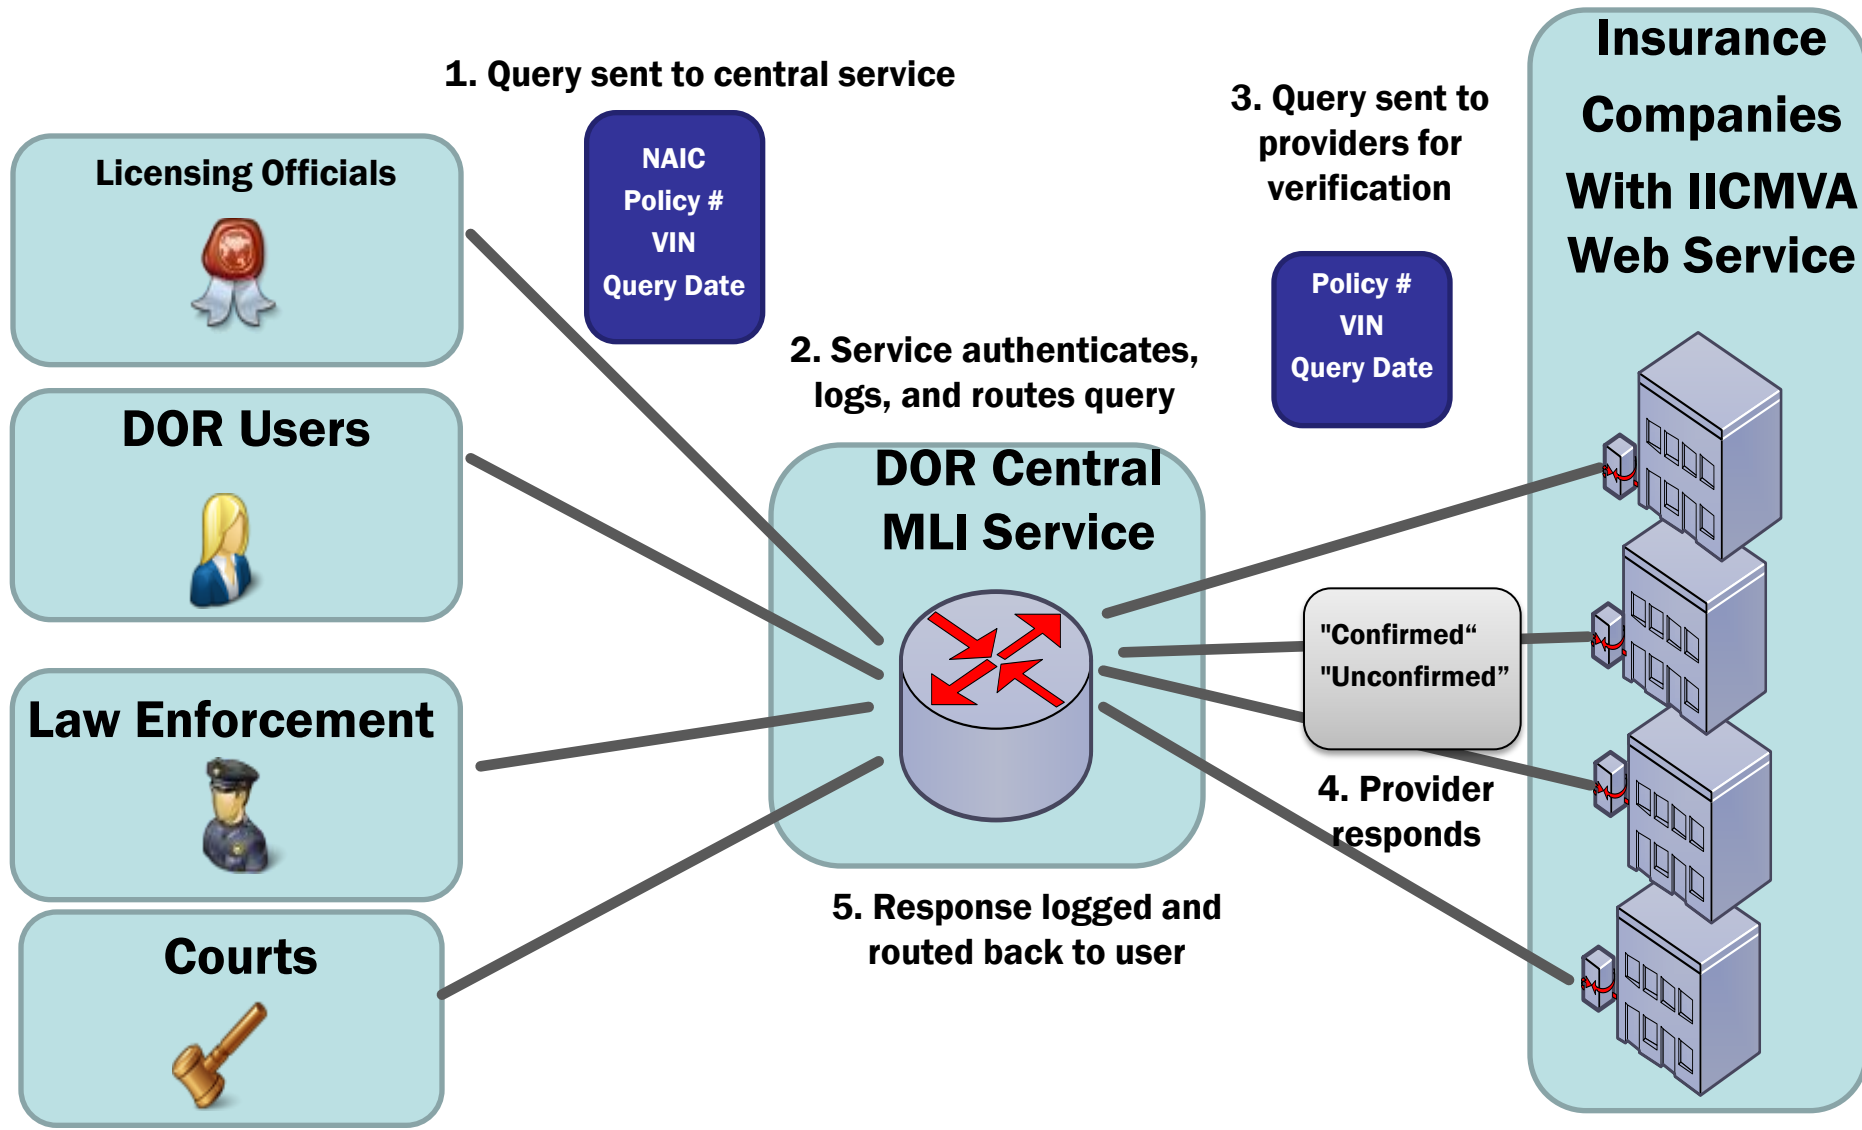 1. Query sent to central service
NAIC
Policy #
VIN
Query Date
Licensing Officials
DOR Users
Law Enforcement
Courts
2. Service authenticates,
logs, and routes query
DOR Central
MLI Service
5. Response logged and
routed back to user
3. Query sent to
providers for
verification
Policy #
VIN
Query Date
"Confirmed“
"Unconfirmed”
4. Provider
responds
Insurance
Companies
With IICMVA
Web Service